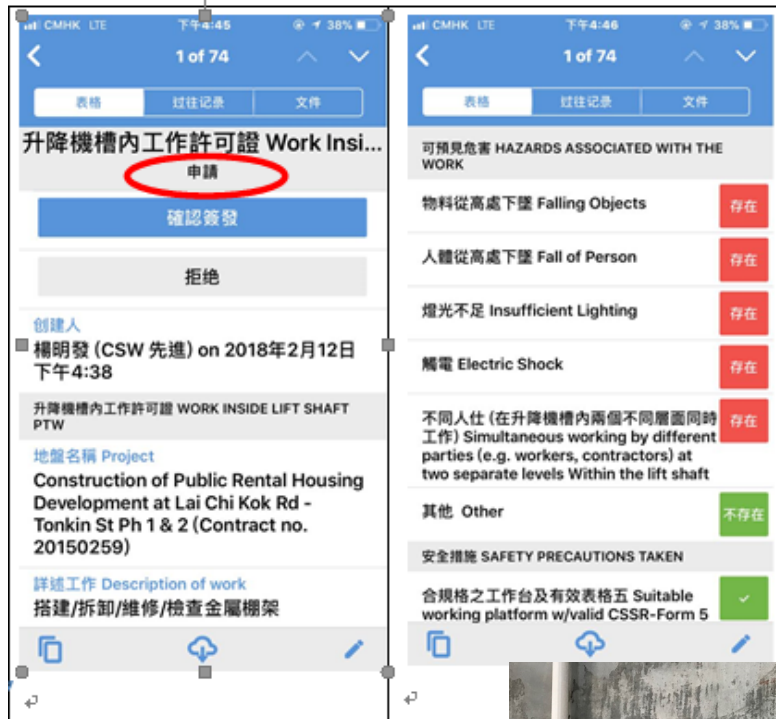 CMHK LTE 下午4:45 38%
1 of 74
表格 过往记录 文件
升降機槽內工作許可證 Work Insi...
申請
確認簽發
拒绝
创建人
楊明發 (CSW 先進) on 2018年2月12日
下午4:38
升降機槽內工作許可證 WORK INSIDE LIFT SHAFT
PTW
地盤名稱 Project
Construction of Public Rental Housing
Development at Lai Chi Kok Rd -
Tonkin St Ph 1 & 2 (Contract no.
20150259)
詳述工作 Description of work
搭建/拆卸/維修/檢查金屬棚架
CMHK LTE 下午4:46 38%
1 of 74
表格 过往记录 文件
可預見危害 HAZARDS ASSOCIATED WITH THE
WORK
物料從高處下墜 Falling Objects 存在
人體從高處下墜 Fall of Person 存在
燈光不足 Insufficient Lighting 存在
觸電 Electric Shock 存在
不同人仕 (在升降機槽內兩個不同層面同時 存在
工作) Simultaneous working by different
parties (e.g. workers, contractors) at
two separate levels Within the lift shaft
其他 Other 不存在
安全措施 SAFETY PRECAUTIONS TAKEN
合規格之工作台及有效表格五 Suitable
working platform w/valid CSSR-Form 5